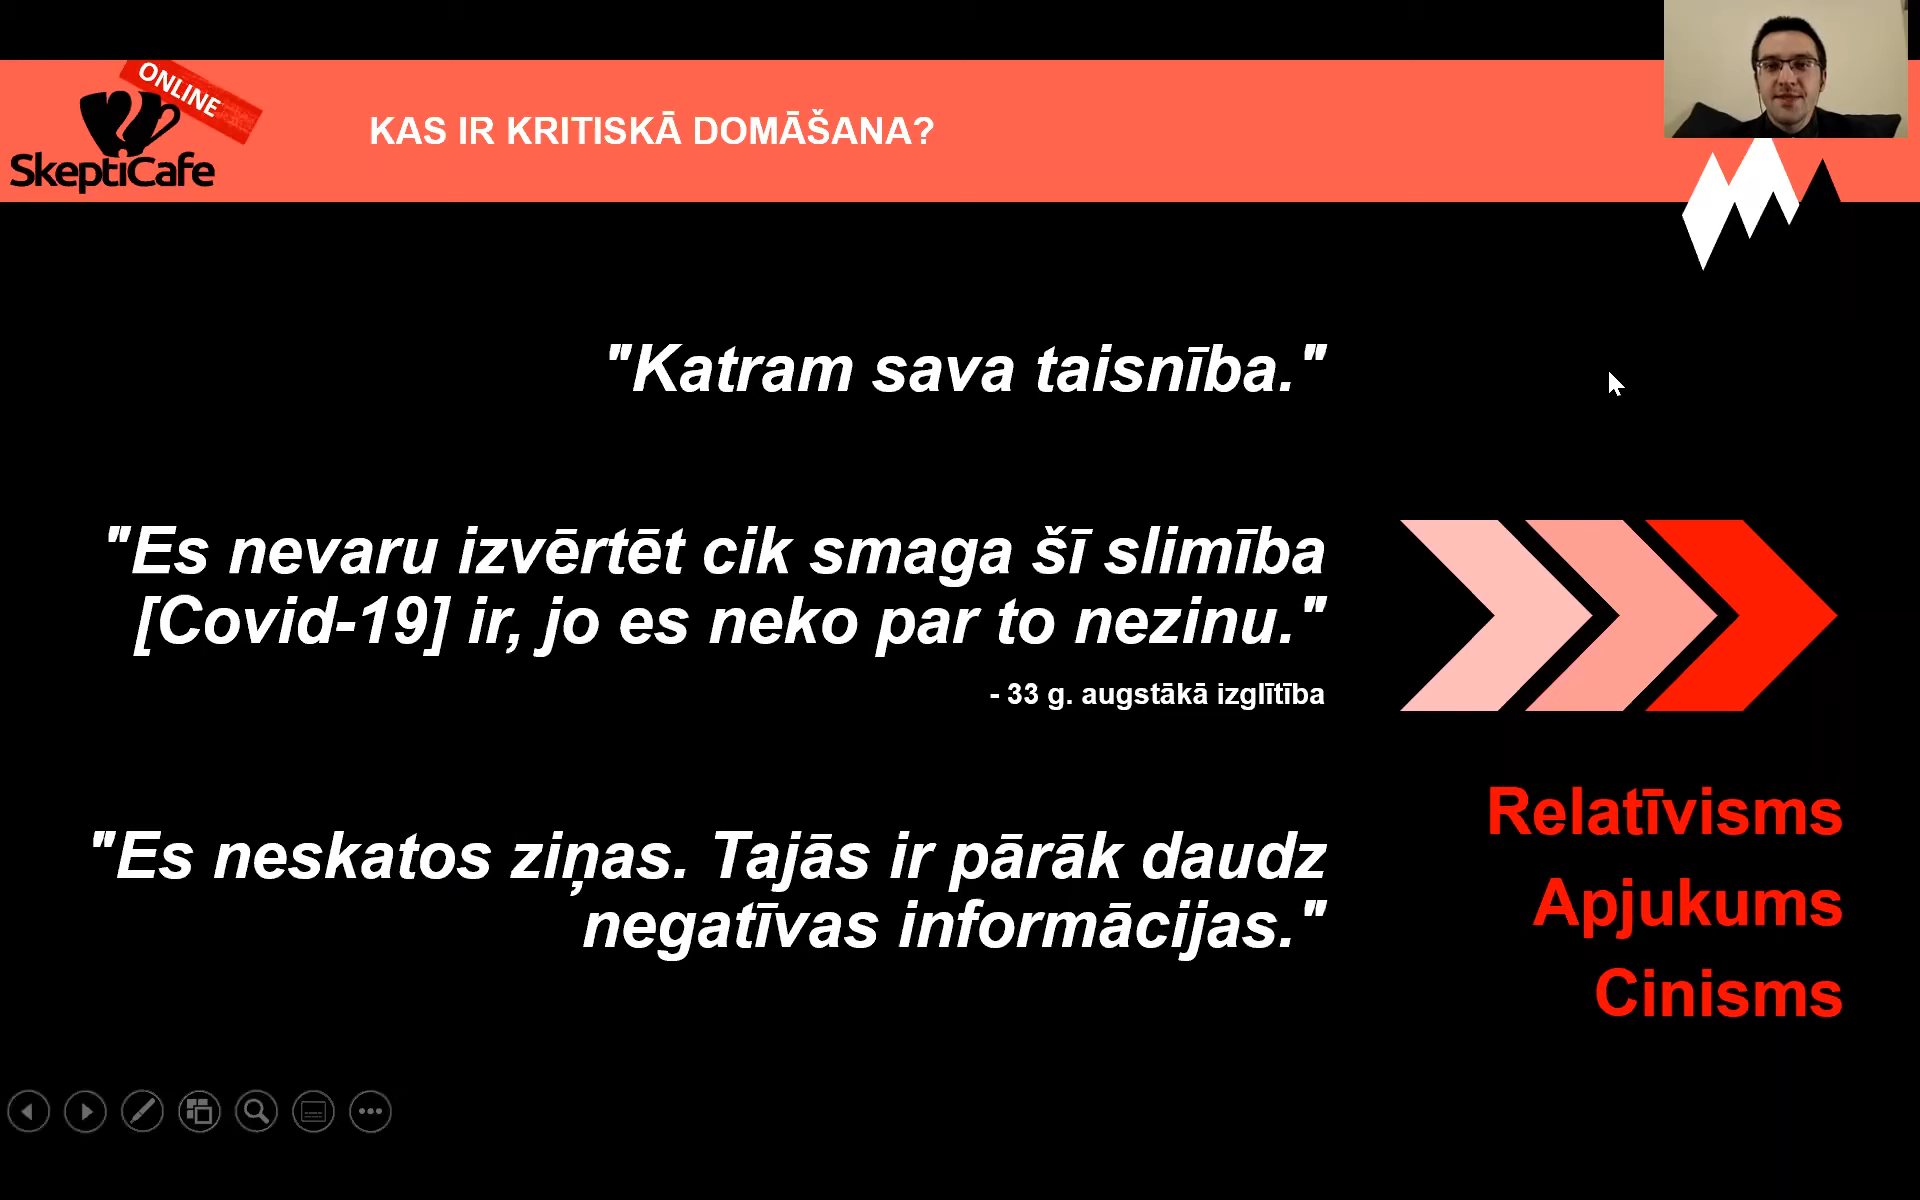 ONLINE
SkeptiCafe
KAS IR KRITISKĀ DOMĀŠANA?
"Katram sava taisnība."
"Es nevaru izvērtēt cik smaga šī slimība
[Covid-19] ir, jo es neko par to nezinu."
- 33 g. augstākā izglītība
"Es neskatos ziņas. Tajās ir pārāk daudz
negatīvas informācijas."
Relatīvisms
Apjukums
Cinisms